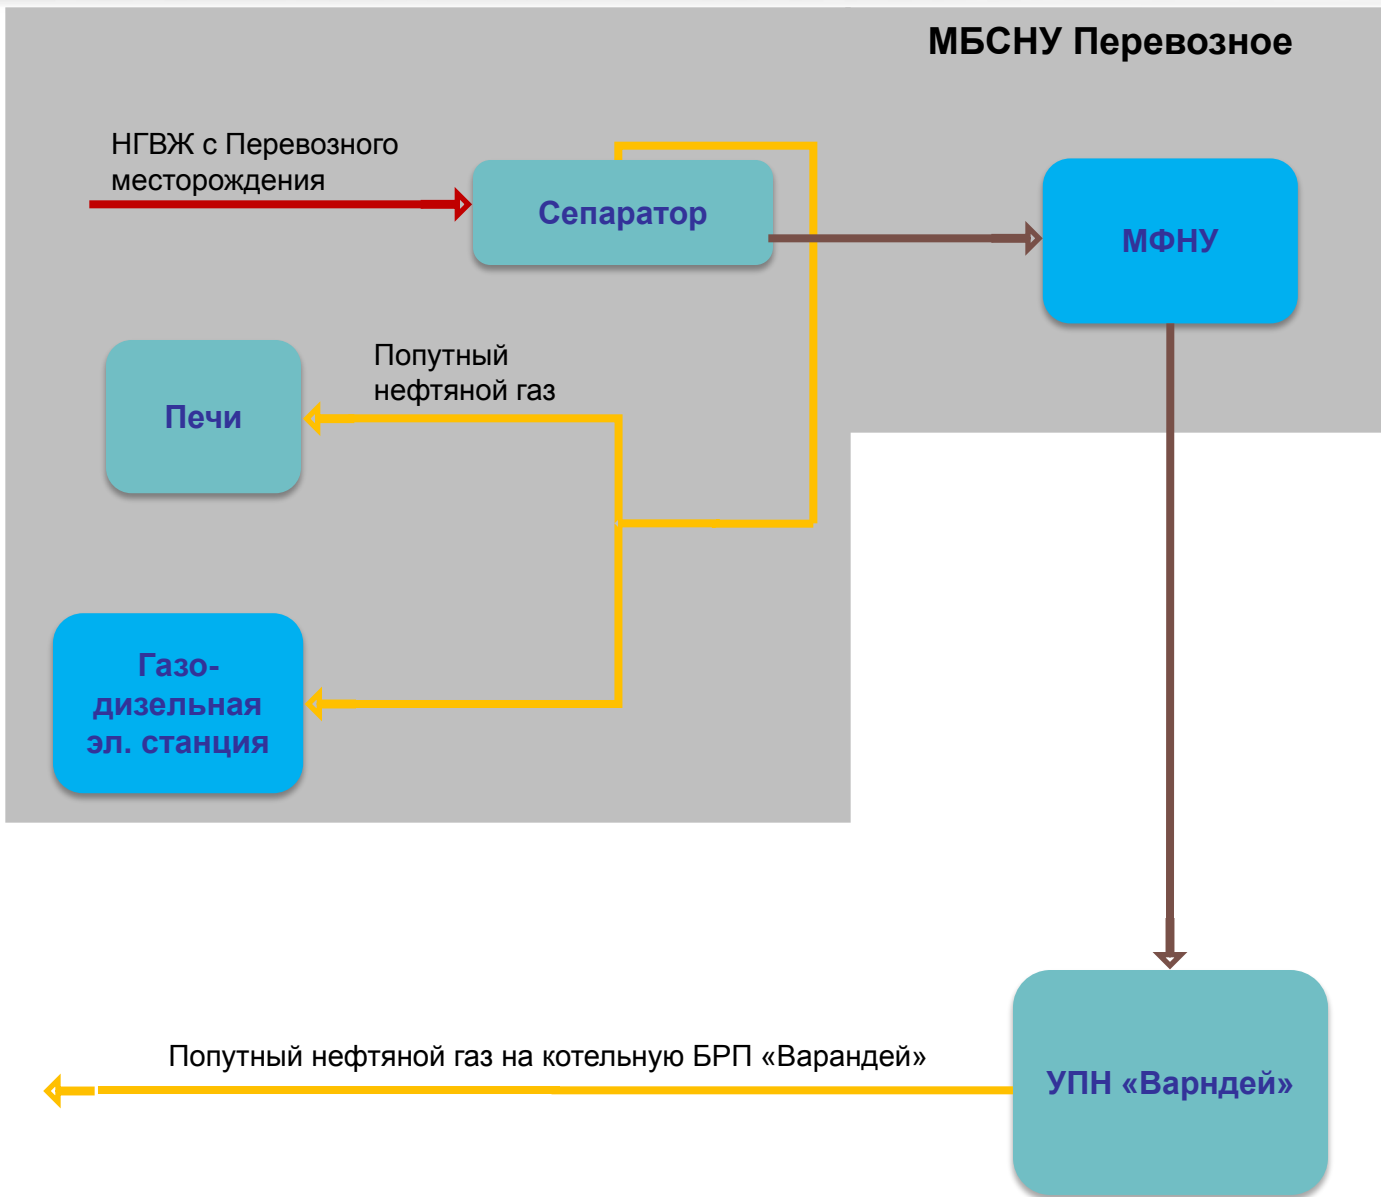 МБСНУ Перевозное
НГВЖ с Перевозного
месторождения
Сепаратор
МФНУ
Попутный
нефтяной газ
Печи
Газо-
дизельная
эл. станция
Попутный нефтяной газ на котельную БРП «Варандей»
УПН «Варндей»